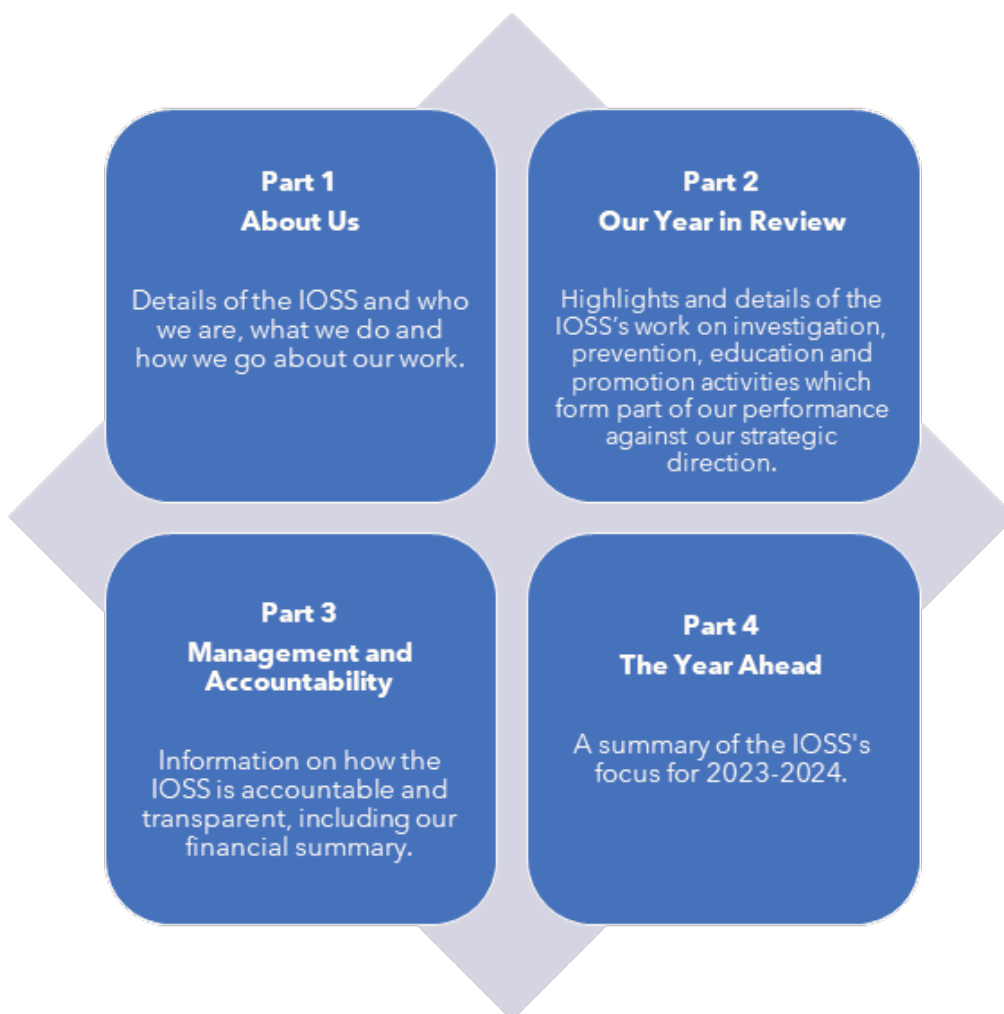 Part 1
About Us
Details of the IOSS and who
we are, what we do and
how we go about our work.
Part 2
Our Year in Review
Highlights and details of the
IOSS’s work on investigation,
prevention, education and
promotion activities which
form part of our performance
against our strategic
direction.
Part 3
Management and
Accountability
Information on how the
IOSS is accountable and
transparent, including our
financial summary.
Part 4
The Year Ahead
A summary of the IOSS's
focus for 2023-2024.